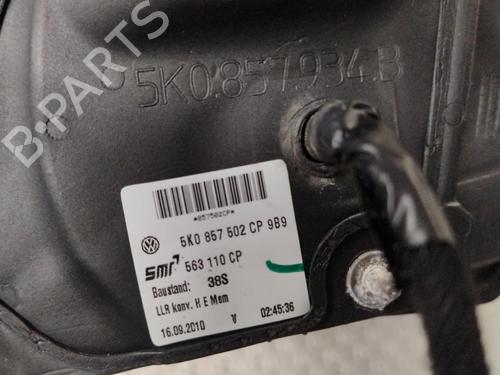 5K0.857.934.B
B-PARTS
*857502CP*
5K0 857 502 CP 9B9
smr 563 110 CP
Baustand: 38S
LLR konv. H E Mem
16.09.2010 V 02:45:36